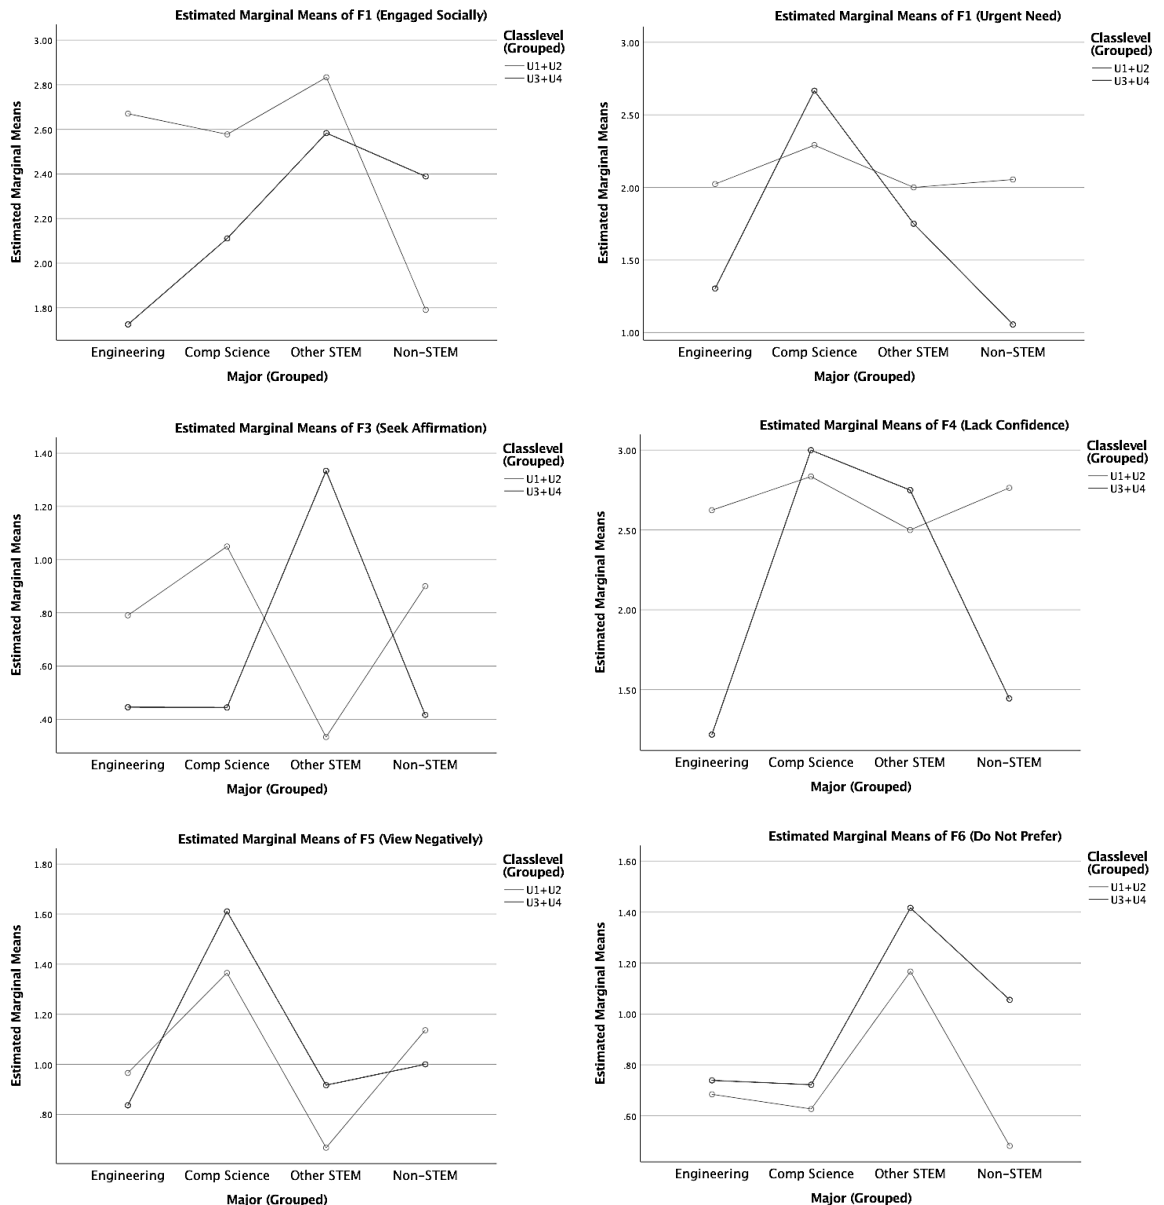 Estimated Marginal Means of F1 (Engaged Socially)
Estimated Marginal Means
3.00
2.80
2.60
2.40
2.20
2.00
1.80
Engineering Comp Science Other STEM Non-STEM
Major (Grouped)
Classlevel
(Grouped)
U1+U2
U3+U4
Estimated Marginal Means of F1 (Urgent Need)
Estimated Marginal Means
3.00
2.50
2.00
1.50
1.00
Engineering Comp Science Other STEM Non-STEM
Major (Grouped)
Classlevel
(Grouped)
U1+U2
U3+U4
Estimated Marginal Means of F3 (Seek Affirmation)
Estimated Marginal Means
1.40
1.20
1.00
.80
.60
.40
Engineering Comp Science Other STEM Non-STEM
Major (Grouped)
Classlevel
(Grouped)
U1+U2
U3+U4
Estimated Marginal Means of F4 (Lack Confidence)
Estimated Marginal Means
3.00
2.50
2.00
1.50
Engineering Comp Science Other STEM Non-STEM
Major (Grouped)
Classlevel
(Grouped)
U1+U2
U3+U4
Estimated Marginal Means of F5 (View Negatively)
Estimated Marginal Means
1.80
1.60
1.40
1.20
1.00
.80
Engineering Comp Science Other STEM Non-STEM
Major (Grouped)
Classlevel
(Grouped)
U1+U2
U3+U4
Estimated Marginal Means of F6 (Do Not Prefer)
Estimated Marginal Means
1.60
1.40
1.20
1.00
.80
.60
Engineering Comp Science Other STEM Non-STEM
Major (Grouped)
Classlevel
(Grouped)
U1+U2
U3+U4